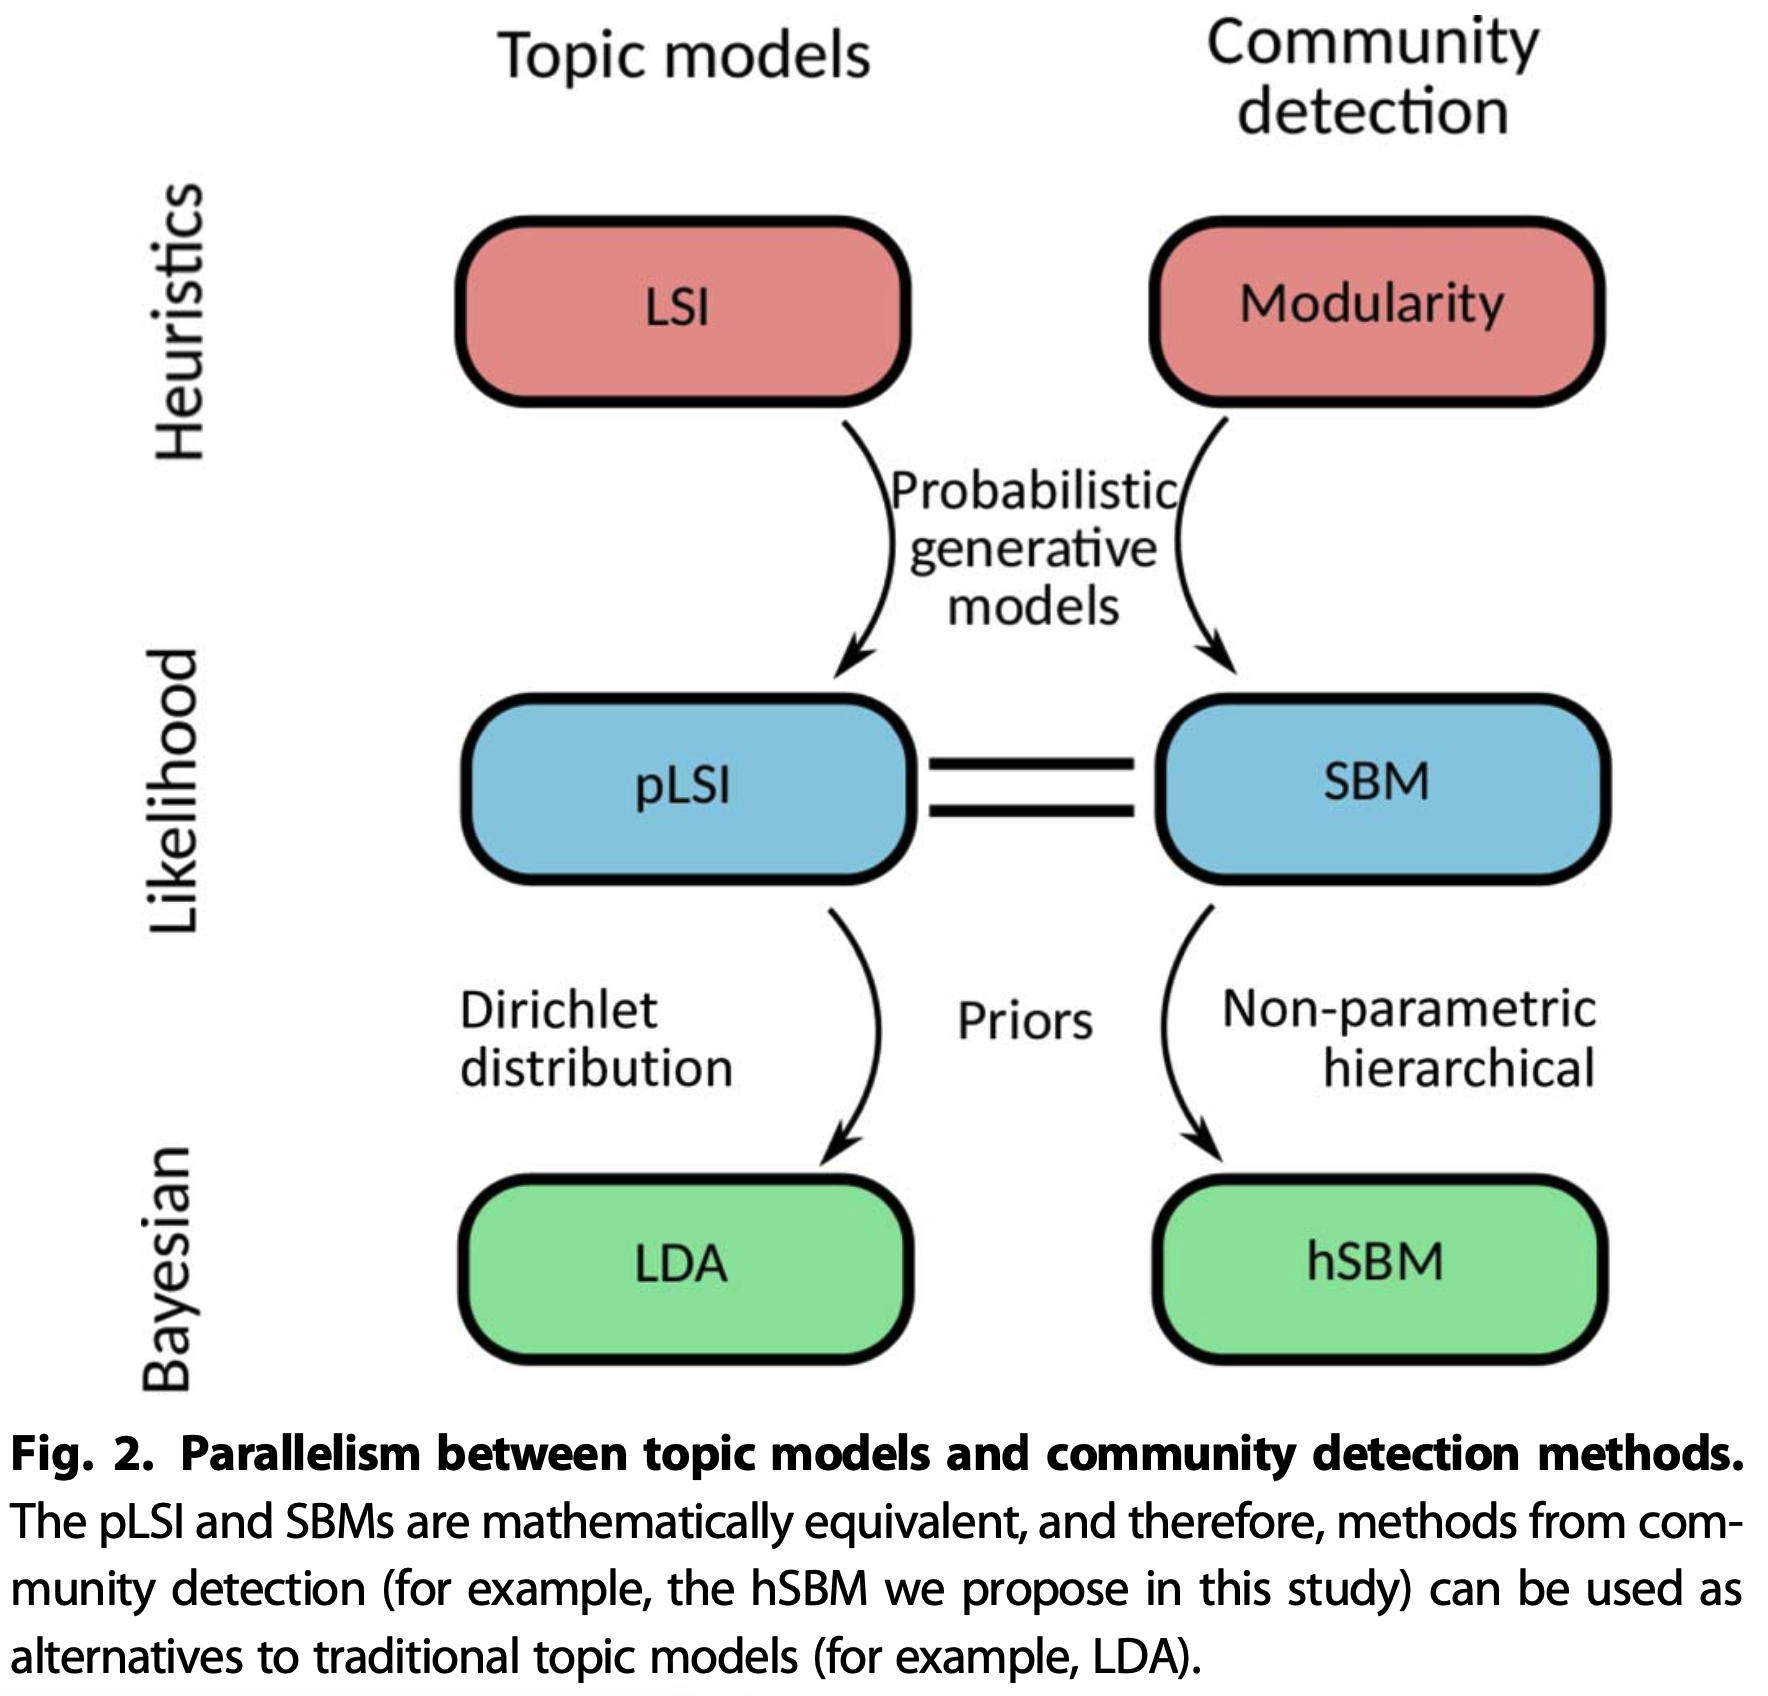 Topic models
Community
detection
Heuristics
LSI
Modularity
Probabilistic
generative
models
Likelihood
pLSI
SBM
Dirichlet
distribution
Priors
Non-parametric
hierarchical
Bayesian
LDA
hSBM
Fig. 2. Parallelism between topic models and community detection methods.
The pLSI and SBMs are mathematically equivalent, and therefore, methods from com-
munity detection (for example, the hSBM we propose in this study) can be used as
alternatives to traditional topic models (for example, LDA).